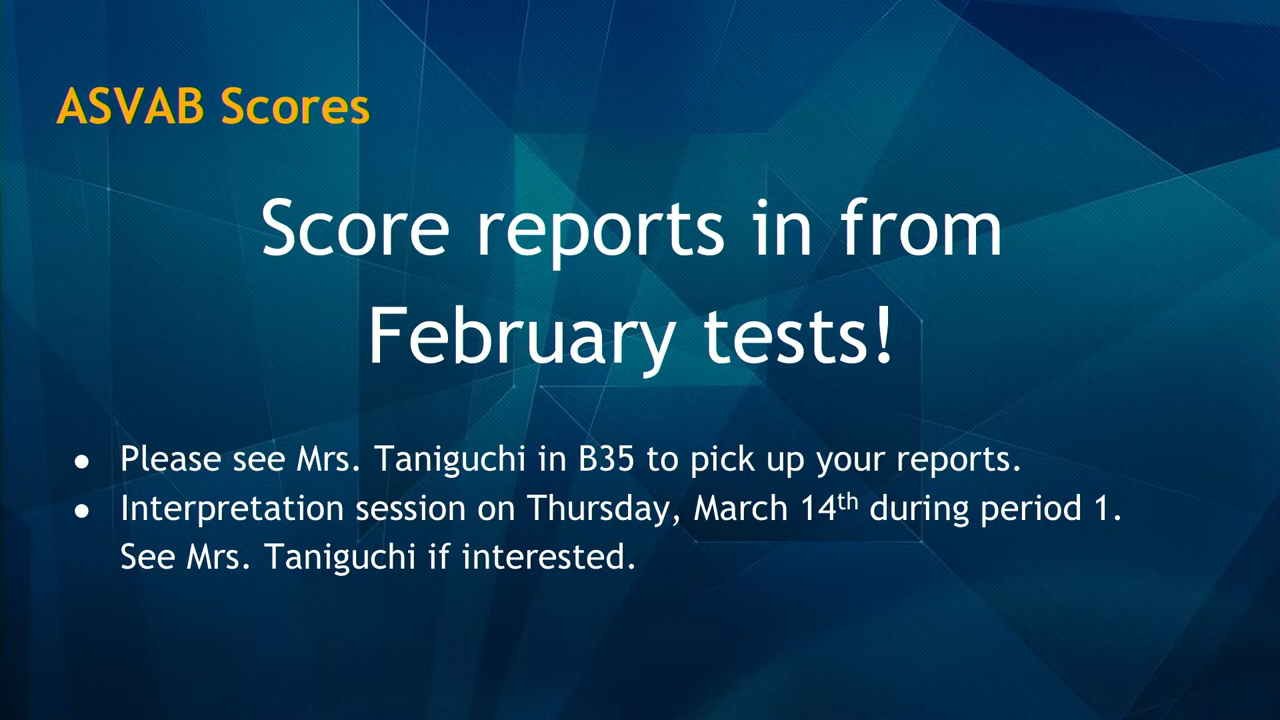 ASVAB Scores
Score reports in from
February tests!
● Please see Mrs. Taniguchi in B35 to pick up your reports.
● Interpretation session on Thursday, March 14th during period 1.
See Mrs. Taniguchi if interested.